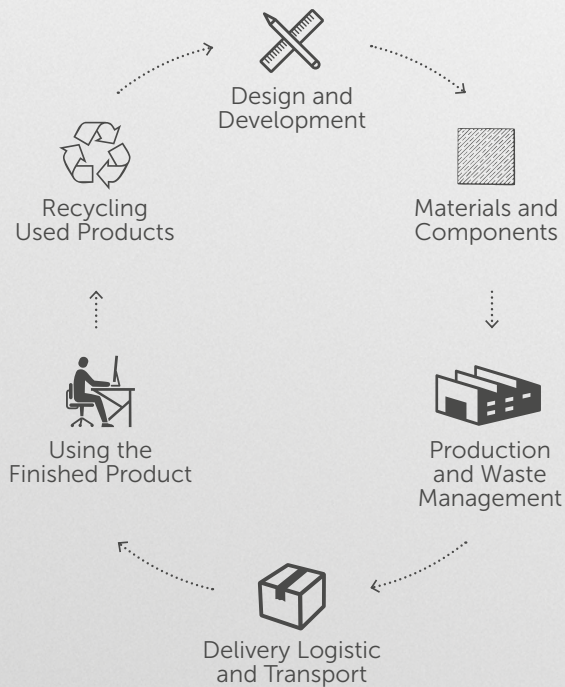 Design and
Development
Materials and
Components
Production
and Waste
Management
Delivery Logistic
and Transport
Using the
Finished Product
Recycling
Used Products